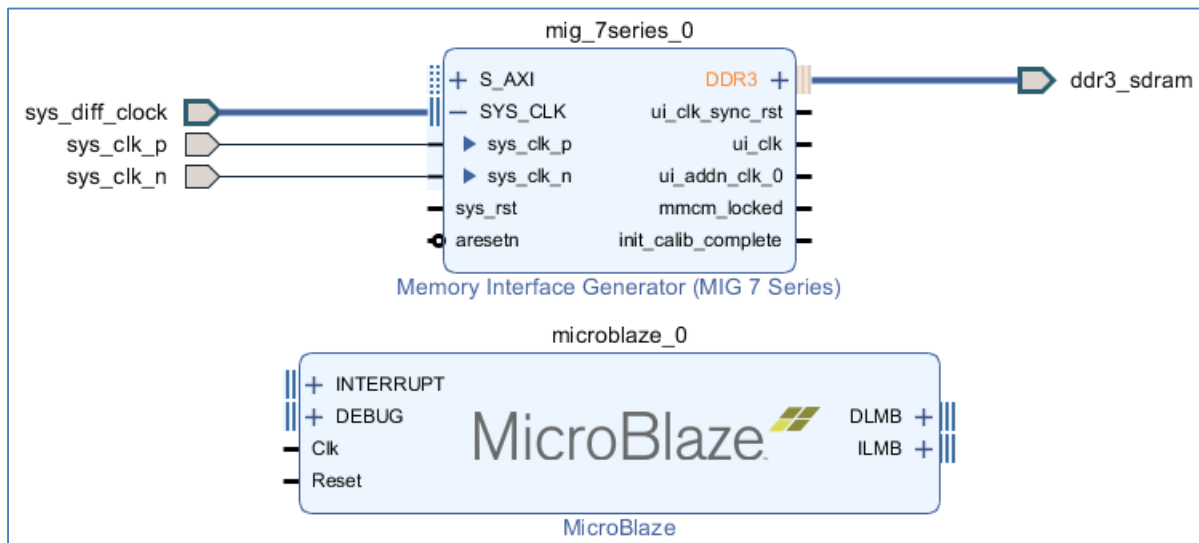 mig_7series_0
S_AXI
DDR3
ddr3_sdram
sys_diff_clock
SYS_CLK
ui_clk_sync_rst
sys_clk_p
sys_clk_p
ui_clk
sys_clk_n
sys_clk_n
ui_addn_clk_0
sys_rst
mmcm_locked
aresetn
init_calib_complete
Memory Interface Generator (MIG 7 Series)
microblaze_0
INTERRUPT
DEBUG
DLMB
Clk
MicroBlaze
ILMB
Reset
MicroBlaze